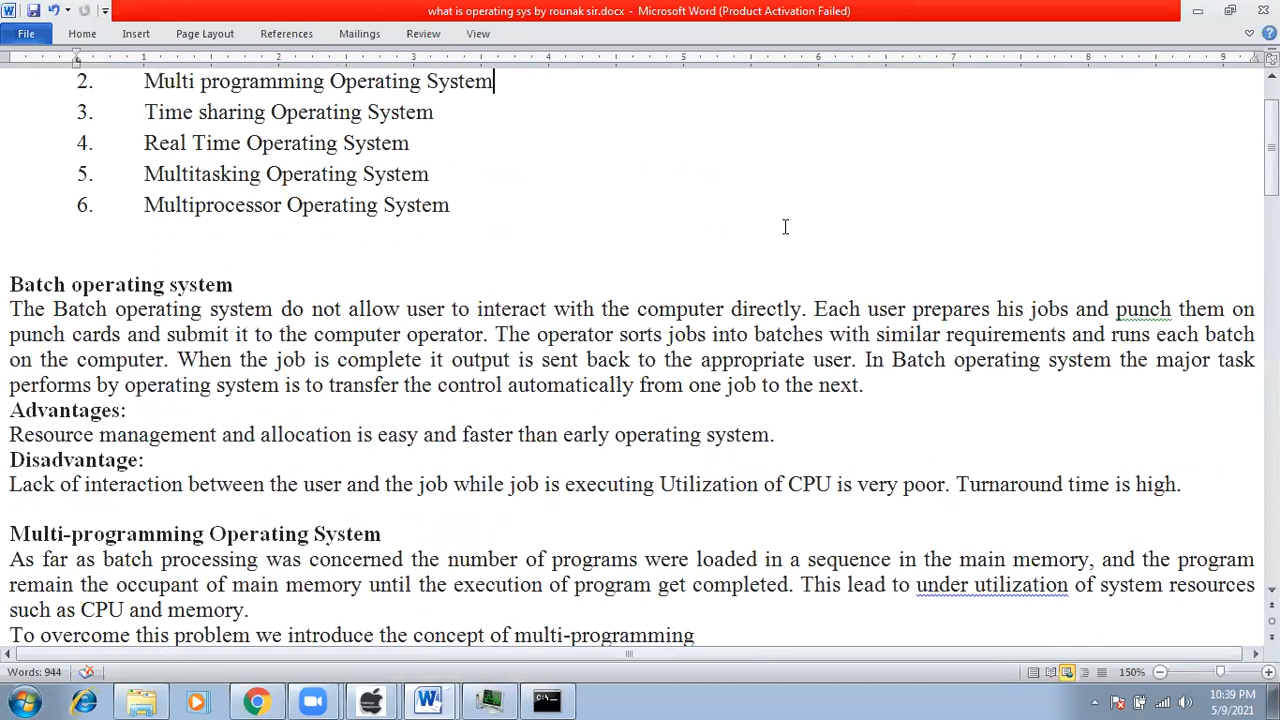 what is operating sys by rounak sir.docx - Microsoft Word (Product Activation Failed)
File Home Insert Page Layout References Mailings Review View
1 2 3 4 5 6 7 8 9
2. Multi programming Operating System
3. Time sharing Operating System
4. Real Time Operating System
5. Multitasking Operating System
6. Multiprocessor Operating System
Batch operating system
The Batch operating system do not allow user to interact with the computer directly. Each user prepares his jobs and punch them on
punch cards and submit it to the computer operator. The operator sorts jobs into batches with similar requirements and runs each batch
on the computer. When the job is complete it output is sent back to the appropriate user. In Batch operating system the major task
performs by operating system is to transfer the control automatically from one job to the next.
Advantages:
Resource management and allocation is easy and faster than early operating system.
Disadvantage:
Lack of interaction between the user and the job while job is executing Utilization of CPU is very poor. Turnaround time is high.
Multi-programming Operating System
As far as batch processing was concerned the number of programs were loaded in a sequence in the main memory, and the program
remain the occupant of main memory until the execution of program get completed. This lead to under utilization of system resources
such as CPU and memory.
To overcome this problem we introduce the concept of multi-programming
Words: 944 150%
10:39 PM
5/9/2021